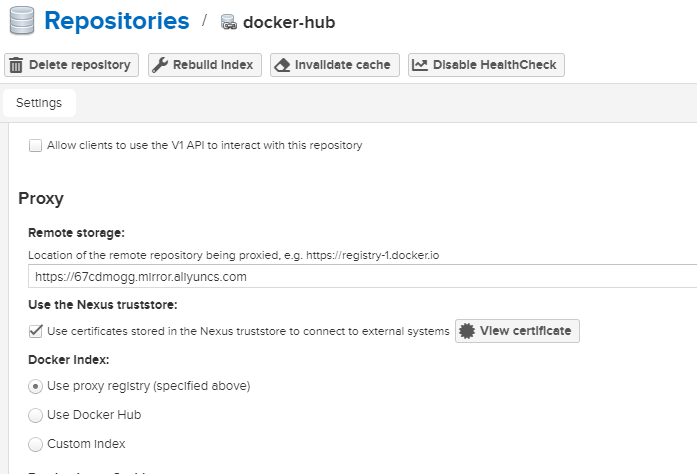 Repositories / docker-hub
Delete repository Rebuild Index Invalidate cache Disable HealthCheck
Settings
Allow clients to use the V1 API to interact with this repository
Proxy
Remote storage:
Location of the remote repository being proxied, e.g. https://registry-1.docker.io
https://67cdmogg.mirror.aliyuncs.com
Use the Nexus truststore:
Use certificates stored in the Nexus truststore to connect to external systems View certificate
Docker Index:
Use proxy registry (specified above)
Use Docker Hub
Custom Index